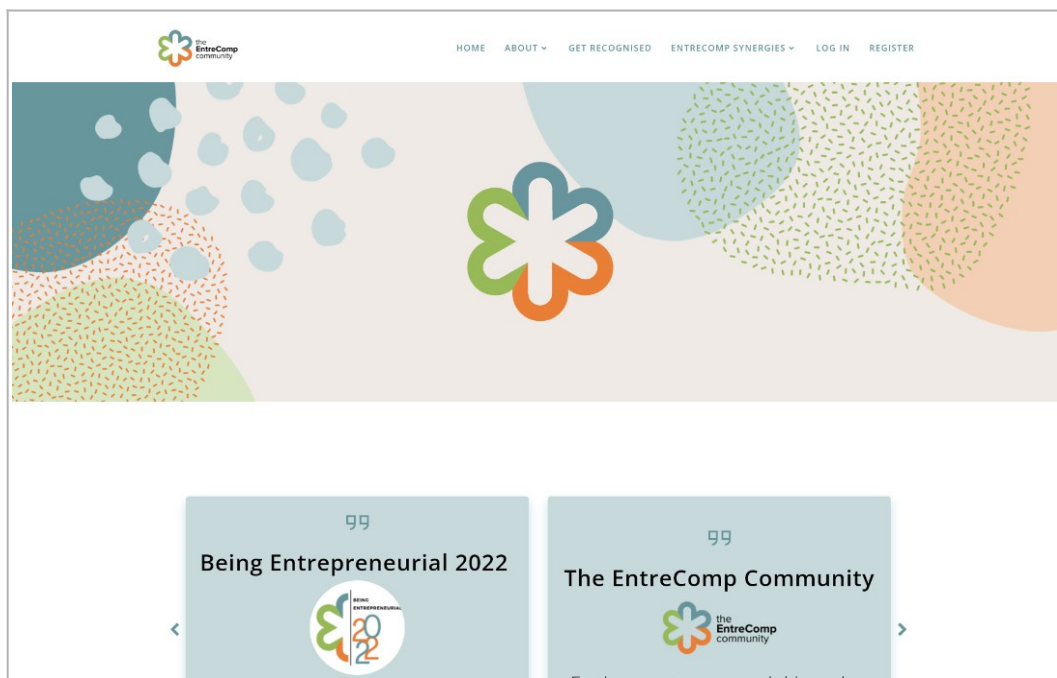 the
EntreComp
community
HOME ABOUT GET RECOGNISED ENTRECOMP SYNERGIES LOG IN REGISTER
Being Entrepreneurial 2022
BEING
ENTREPRENEURIAL
2022
The EntreComp Community
the
EntreComp
community